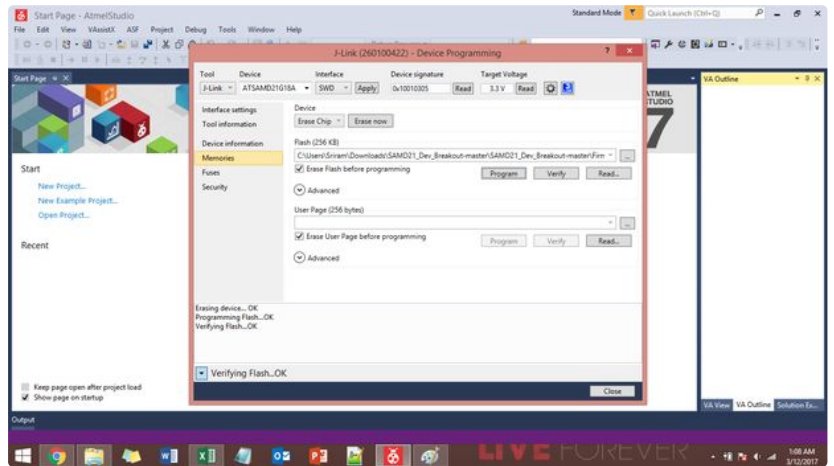 Start Page - AtmelStudio
Standard Mode
Quick Launch (Ctrl+Q)
File Edit View VAssistX ASF Project Debug Tools Window Help
J-Link (260100422) - Device Programming
Start Page
VA Outline
Tool Device Interface Device signature Target Voltage
J-Link ATSAMD21G18A SWD Apply 0x10010305 Read 3.3 V Read
ATMEL
STUDIO
7
Interface settings
Tool information
Device information
Memories
Fuses
Security
Device
Erase Chip Erase now
Flash (256 KB)
C:\Users\Sriram\Downloads\SAMD21_Dev_Breakout-master\SAMD21_Dev_Breakout-master\Firm
Erase Flash before programming
Program Verify Read...
Advanced
User Page (256 bytes)
Erase User Page before programming
Program Verify Read...
Advanced
Start
New Project...
New Example Project...
Open Project...
Recent
Erasing device... OK
Programming Flash...OK
Verifying Flash...OK
Verifying Flash...OK
Close
Keep page open after project load
Show page on startup
VA View VA Outline Solution Ex...
Output
LIVE FOREVER
1:08 AM
3/12/2017